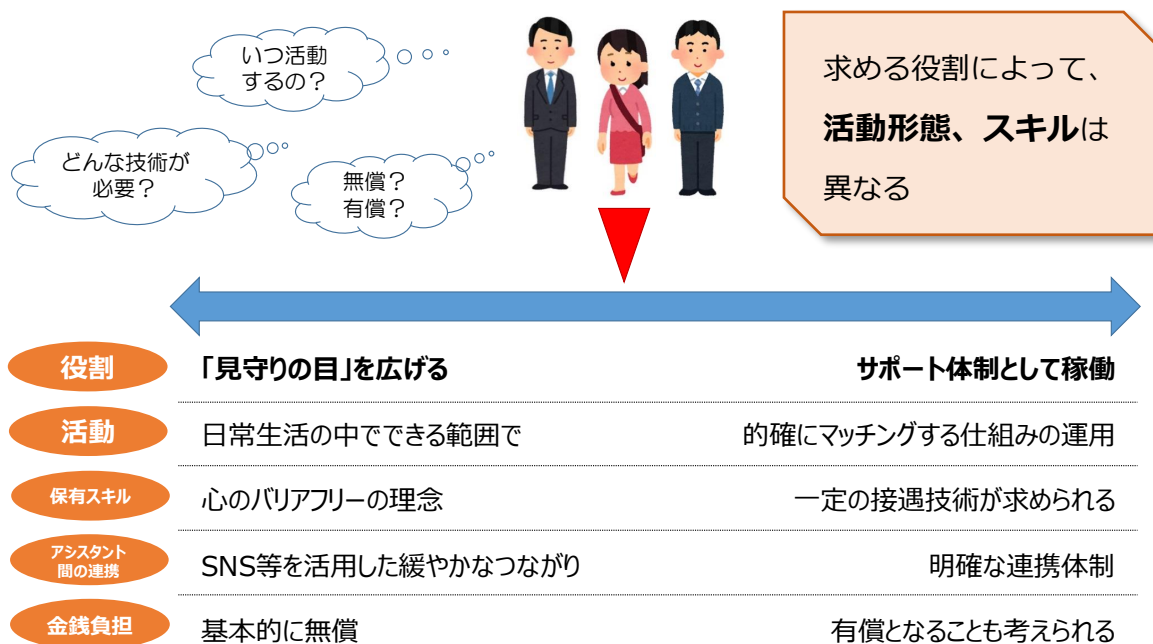 いつ活動
するの？
どんな技術が
必要？
無償？
有償？
求める役割によって、
活動形態、スキルは
異なる
役割
「見守りの目」を広げる
サポート体制として稼働
活動
日常生活の中でできる範囲で
的確にマッチングする仕組みの運用
保有スキル
心のバリアフリーの理念
一定の接遇技術が求められる
アシスタント
間の連携
SNS等を活用した緩やかなつながり
明確な連携体制
金銭負担
基本的に無償
有償となることも考えられる